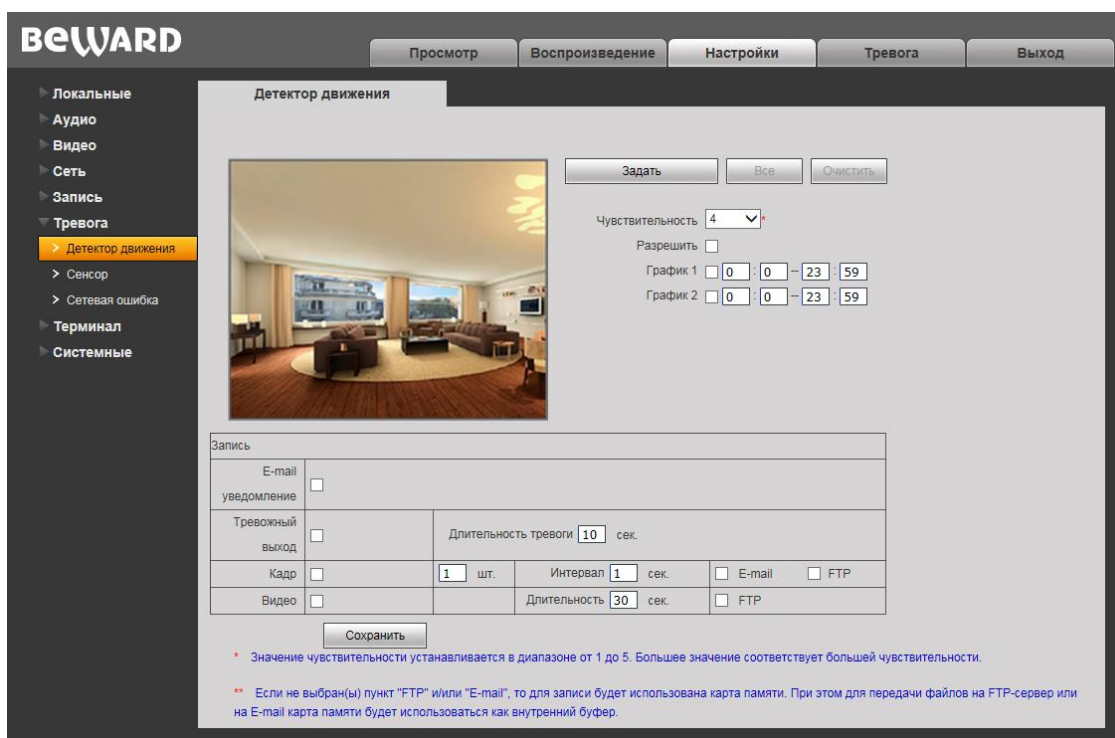 BEWARD
Просмотр Воспроизведение Настройки Тревога Выход
Локальные
Аудио
Видео
Сеть
Запись
Тревога
> Детектор движения
> Сенсор
> Сетевая ошибка
Терминал
Системные
Детектор движения
Задать Все Очистить
Чувствительность 4 *
Разрешить
График 1 0 : 0 -- 23 : 59
График 2 0 : 0 -- 23 : 59
Запись
E-mail
уведомление
Тревожный
выход
Длительность тревоги 10 сек.
Кадр 1 шт. Интервал 1 сек. E-mail FTP
Видео Длительность 30 сек. FTP
Сохранить
* Значение чувствительности устанавливается в диапазоне от 1 до 5. Большее значение соответствует большей чувствительности.
** Если не выбран(ы) пункт "FTP" и/или "E-mail", то для записи будет использована карта памяти. При этом для передачи файлов на FTP-сервер или
на E-mail карта памяти будет использоваться как внутренний буфер.